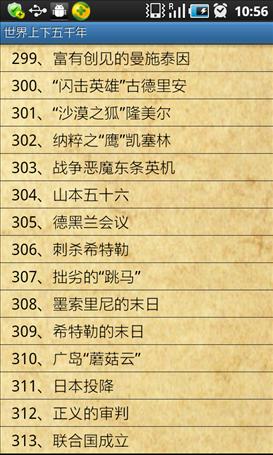 10:56
世界上下五千年
299、富有创见的曼施泰因
300、“闪击英雄”古德里安
301、“沙漠之狐”隆美尔
302、纳粹之“鹰”凯塞林
303、战争恶魔东条英机
304、山本五十六
305、德黑兰会议
306、刺杀希特勒
307、拙劣的“跳马”
308、墨索里尼的末日
309、希特勒的末日
310、广岛“蘑菇云”
311、日本投降
312、正义的审判
313、联合国成立